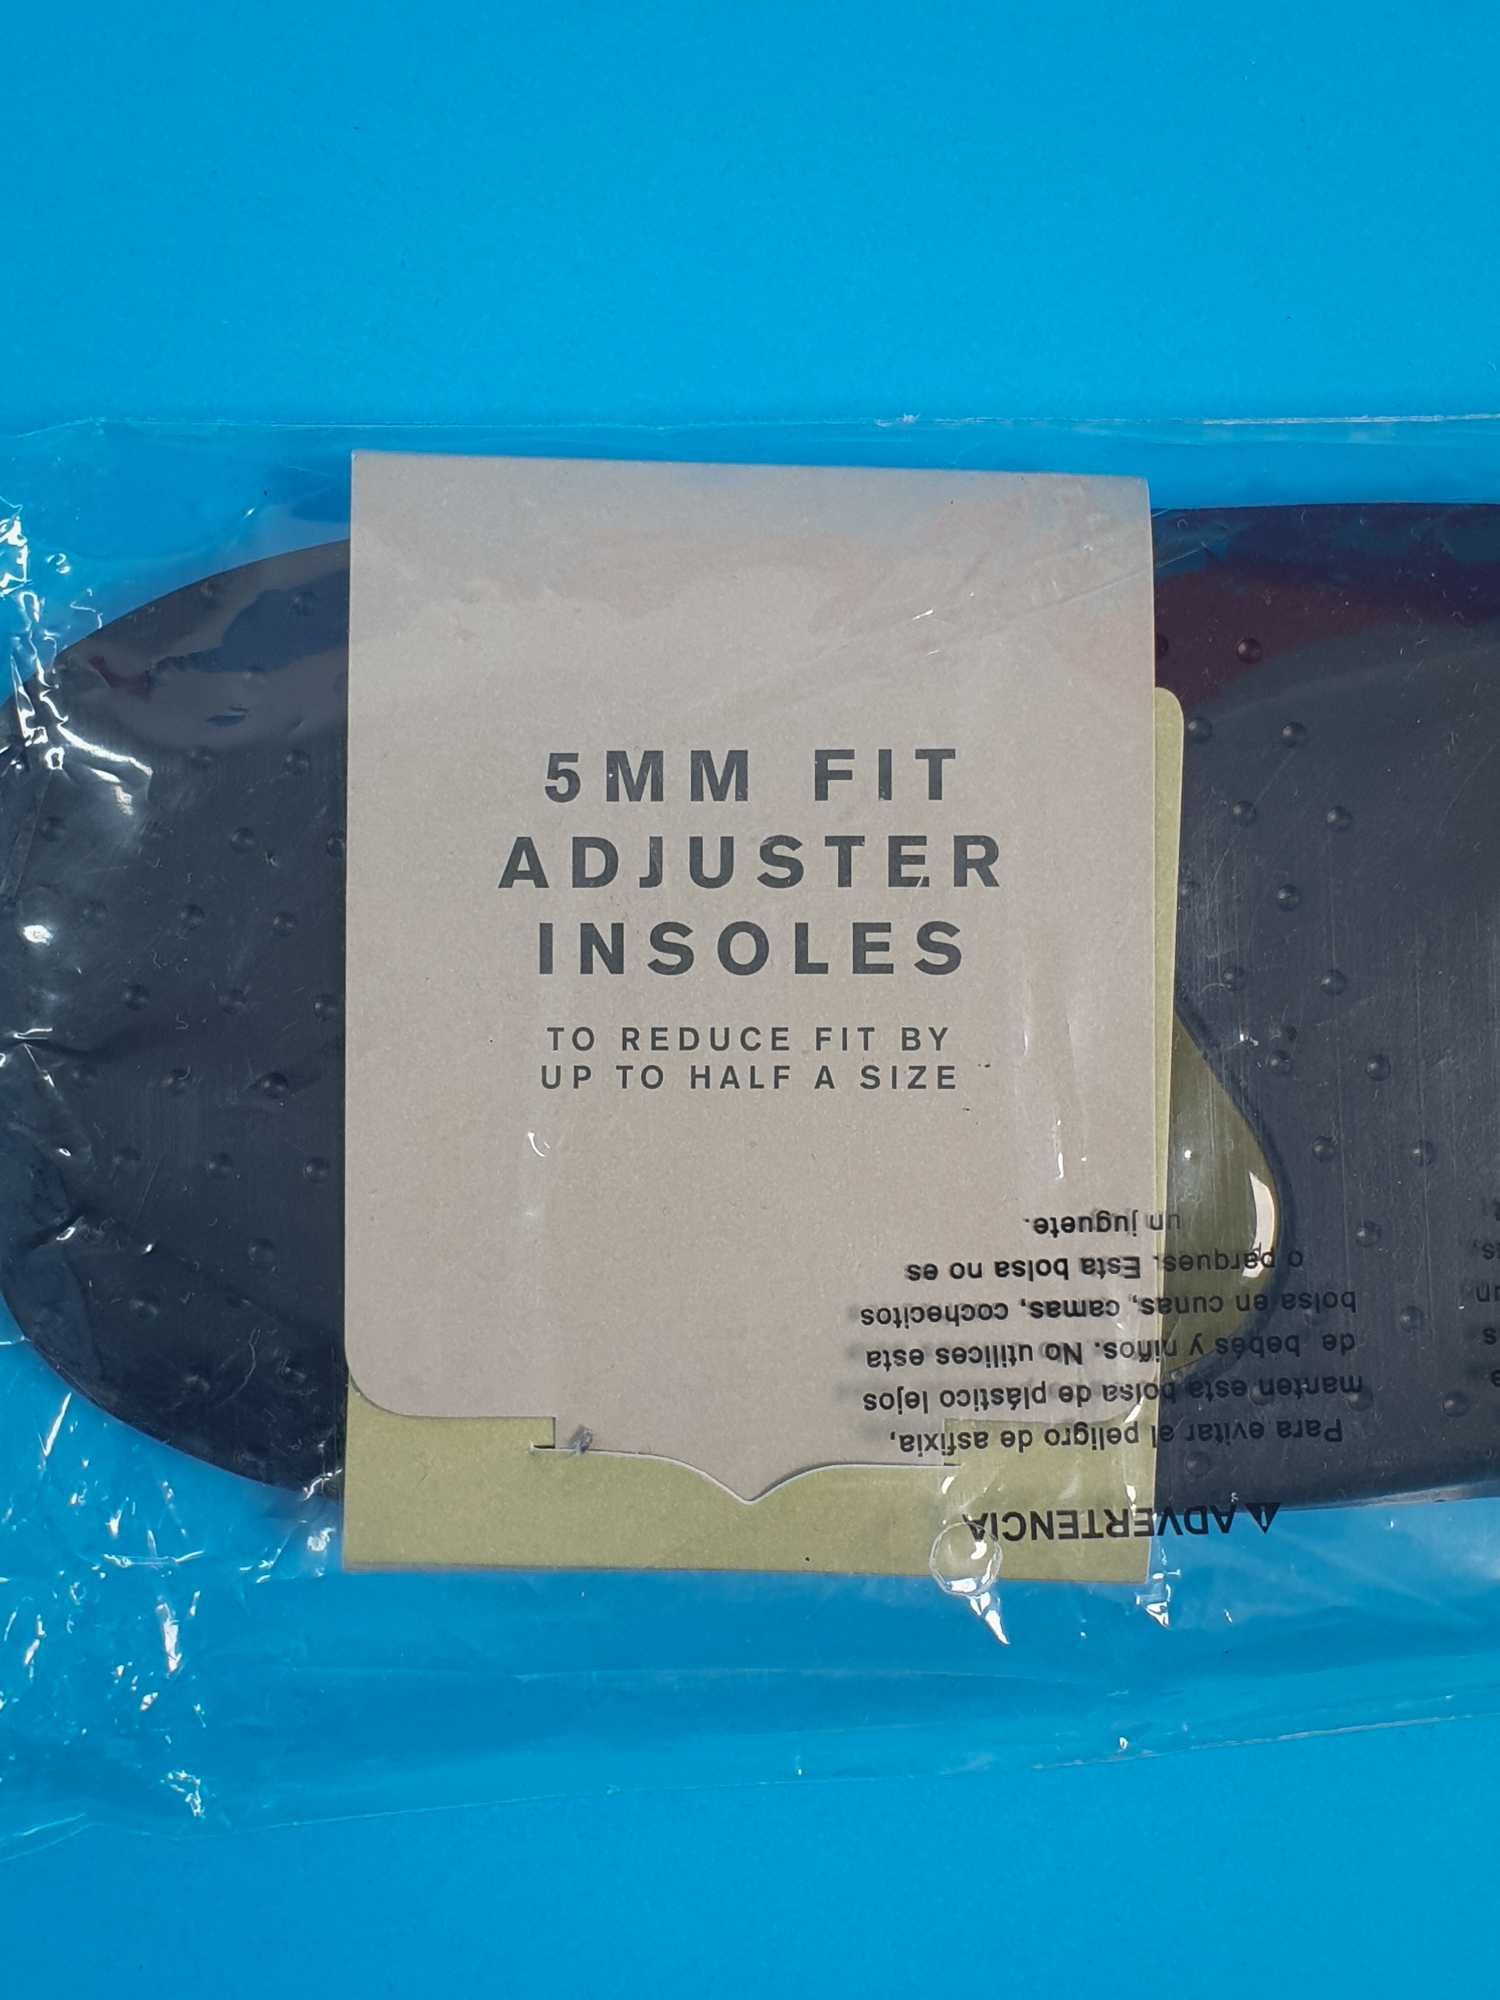 5MM FIT
ADJUSTER
INSOLES
TO REDUCE FIT BY
UP TO HALF A SIZE
ADVERTENCIA
Para evitar al peligro de asfixia,
manten esta bolsa de plástico lejos
de bebés y niños. No utilices esta
bolsa en cunas, camas, cochecitos
o parques. Esta bolsa no es
un juguete.